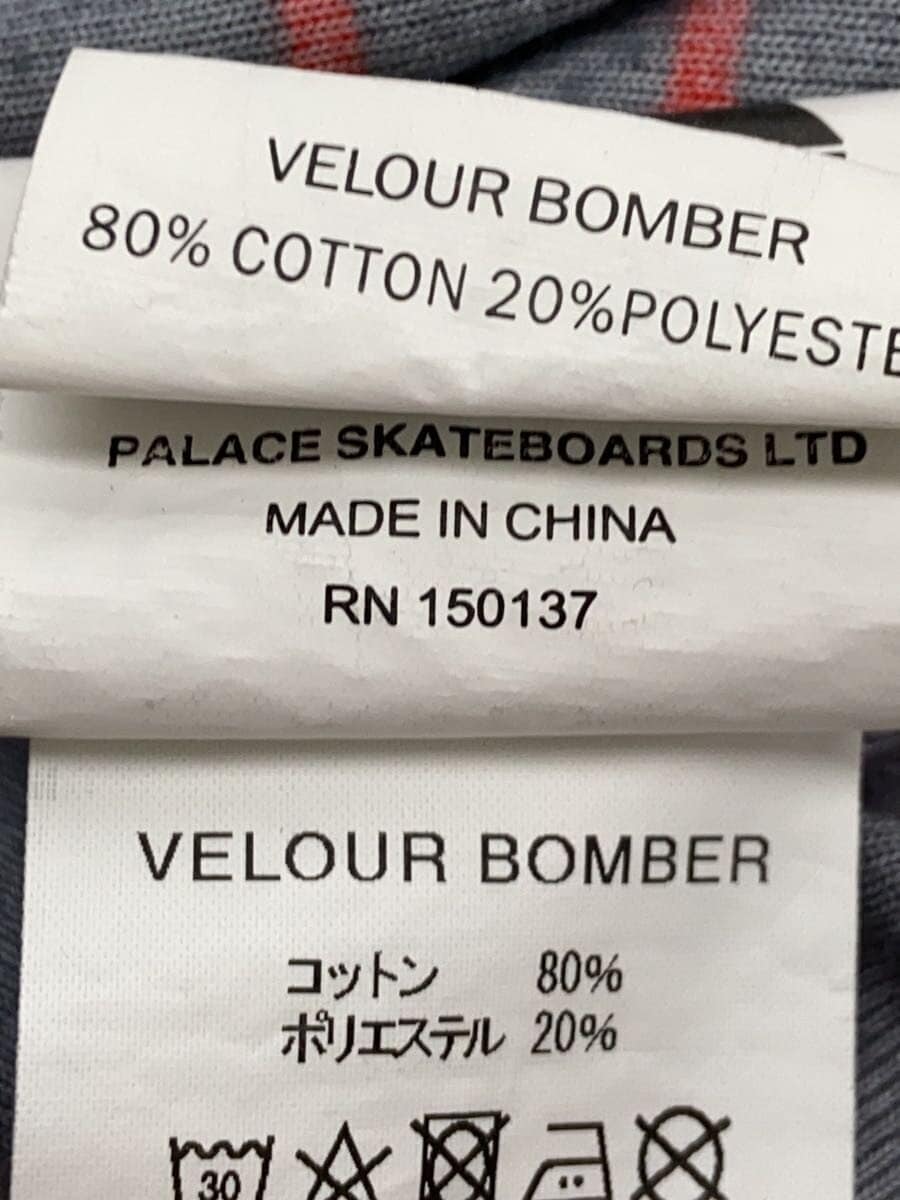 VELOUR BOMBER
80% COTTON 20%POLYESTE
PALACE SKATEBOARDS LTD
MADE IN CHINA
RN 150137
VELOUR BOMBER
コットン 80%
ポリエステル 20%
30